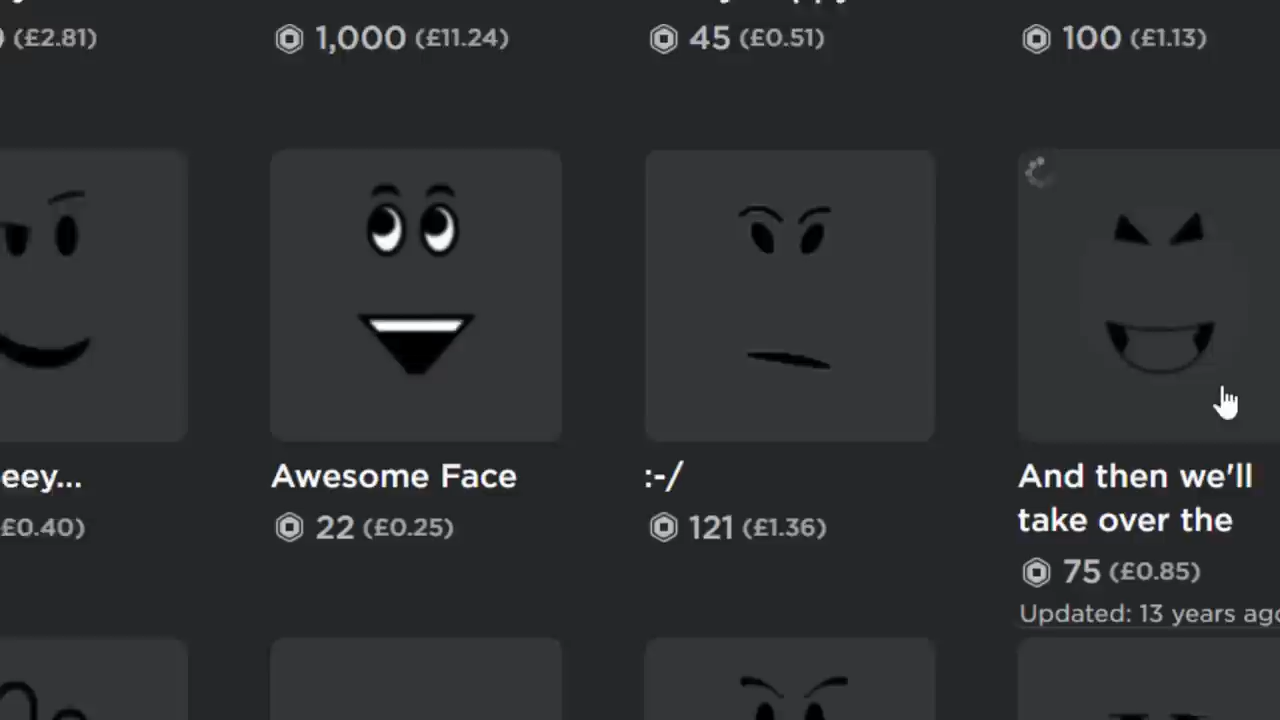 (£2.81)
1,000 (£11.24)
45 (£0.51)
100 (£1.13)
eey...
Awesome Face
:-/
And then we'll
take over the
£0.40)
22 (£0.25)
121 (£1.36)
75 (£0.85)
Updated: 13 years ago